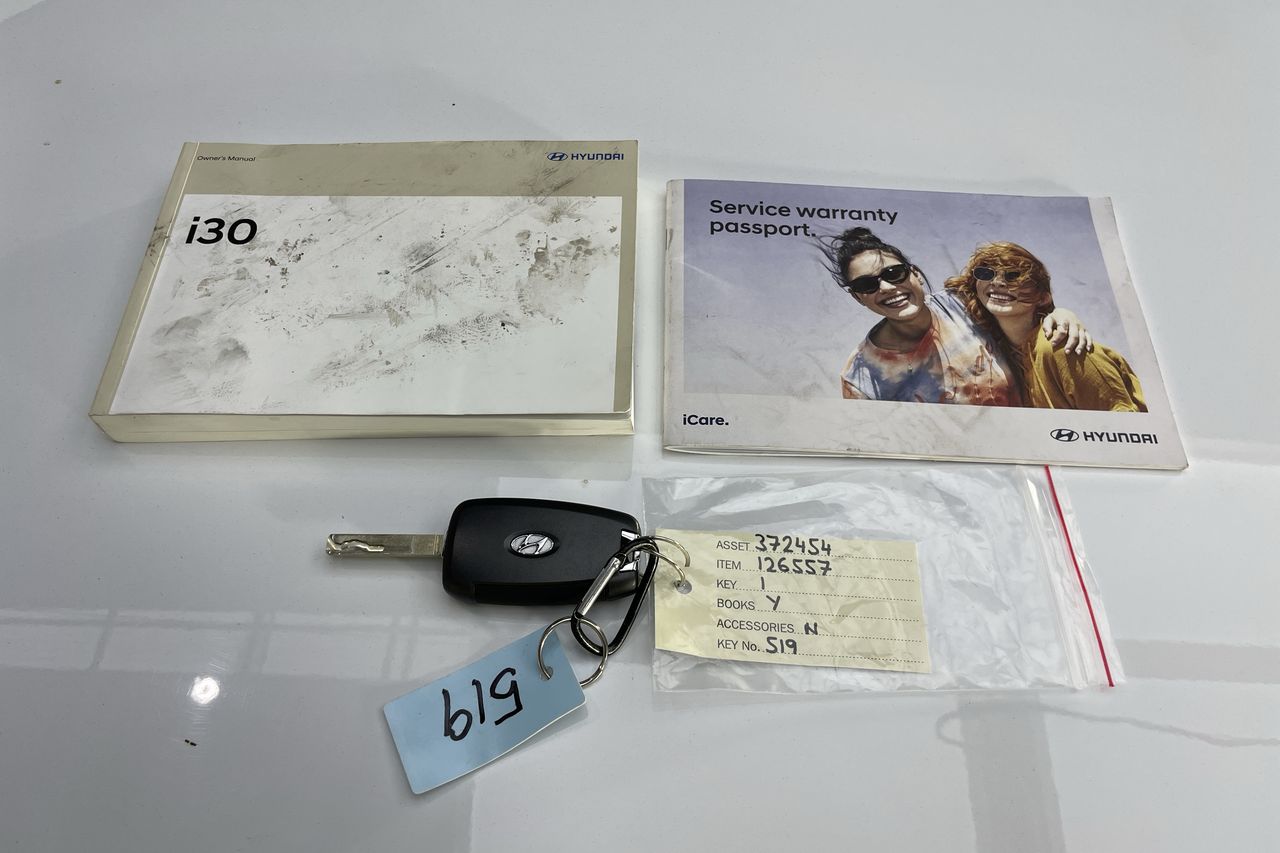 Owner's Manual
HYUNDAI
i30
Service warranty
passport.
iCare.
HYUNDAI
ASSET 372454
ITEM 126557
KEY 1
BOOKS Y
ACCESSORIES N
KEY No. 519
519